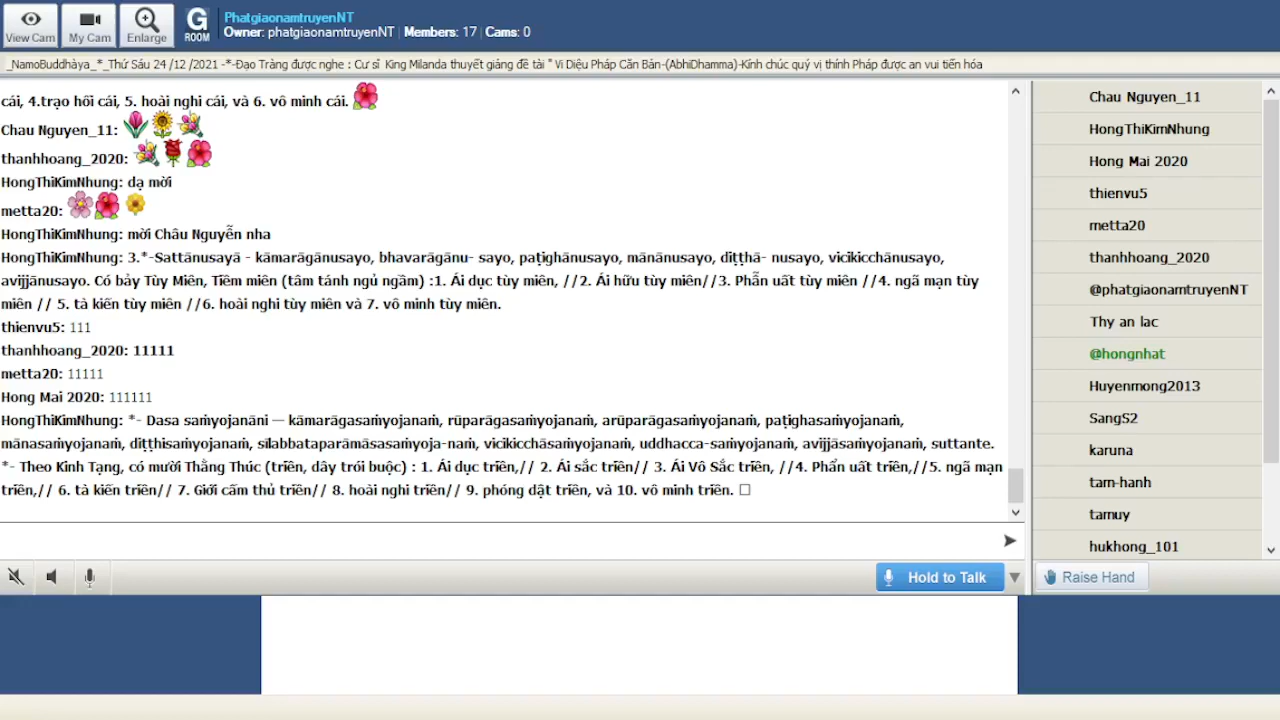 View Cam
My Cam
Enlarge
G
ROOM
PhatgiaonamtruyenNT
Owner: phatgiaonamtruyenNT | Members: 17 | Cams: 0
_NamoBuddhàya_*_Thứ Sáu 24 /12 /2021 -*-Đạo Tràng được nghe : Cư sĩ King Milanda thuyết giảng đề tài " Vi Diệu Pháp Căn Bản-(AbhiDhamma)-Kính chúc quý vị thính Pháp được an vui tiến hóa
cái, 4.trạo hối cái, 5. hoài nghi cái, và 6. vô minh cái.
Chau Nguyen_11:
thanhhoang_2020:
HongThiKimNhung: dạ mời
metta20:
HongThiKimNhung: mời Châu Nguyễn nha
HongThiKimNhung: 3.*-Sattānusayā - kāmarāgānusayo, bhavarāgānu- sayo, paṭighānusayo, mānānusayo, diṭṭhā- nusayo, vicikicchānusayo,
avijjānusayo. Có bảy Tùy Miên, Tiềm miên (tâm tánh ngủ ngầm) :1. Ái dục tùy miên, //2. Ái hữu tùy miên//3. Phẫn uất tùy miên //4. ngã mạn tùy
miên // 5. tà kiến tùy miên //6. hoài nghi tùy miên và 7. vô minh tùy miên.
thienvu5: 111
thanhhoang_2020: 11111
metta20: 11111
Hong Mai 2020: 111111
HongThiKimNhung: *- Dasa saṁyojanāni — kāmarāgasaṁyojanaṁ, rūparāgasaṁyojanaṁ, arūparāgasaṁyojanaṁ, paṭighasaṁyojanaṁ,
mānasaṁyojanaṁ, diṭṭhisaṁyojanaṁ, sīlabbataparāmāsasaṁyoja-naṁ, vicikicchāsaṁyojanaṁ, uddhacca-saṁyojanaṁ, avijjāsaṁyojanaṁ, suttante.
*- Theo Kinh Tạng, có mười Thằng Thúc (triền, dây trói buộc) : 1. Ái dục triền,// 2. Ái sắc triền// 3. Ái Vô Sắc triền, //4. Phẩn uất triền,//5. ngã mạn
triền,// 6. tà kiến triền// 7. Giới cấm thủ triền// 8. hoài nghi triền// 9. phóng dật triền, và 10. vô minh triền. □
Hold to Talk
Chau Nguyen_11
HongThiKimNhung
Hong Mai 2020
thienvu5
metta20
thanhhoang_2020
@phatgiaonamtruyenNT
Thy an lac
@hongnhat
Huyenmong2013
SangS2
karuna
tam-hanh
tamuy
hukhong_101
Raise Hand